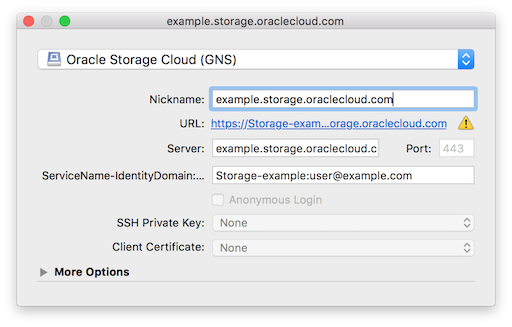 example.storage.oraclecloud.com
Oracle Storage Cloud (GNS)
Nickname: example.storage.oraclecloud.com
URL: https://Storage-exam...orage.oraclecloud.com
Server: example.storage.oraclecloud.c Port: 443
ServiceName-IdentityDomain:... Storage-example:user@example.com
Anonymous Login
SSH Private Key: None
Client Certificate: None
More Options